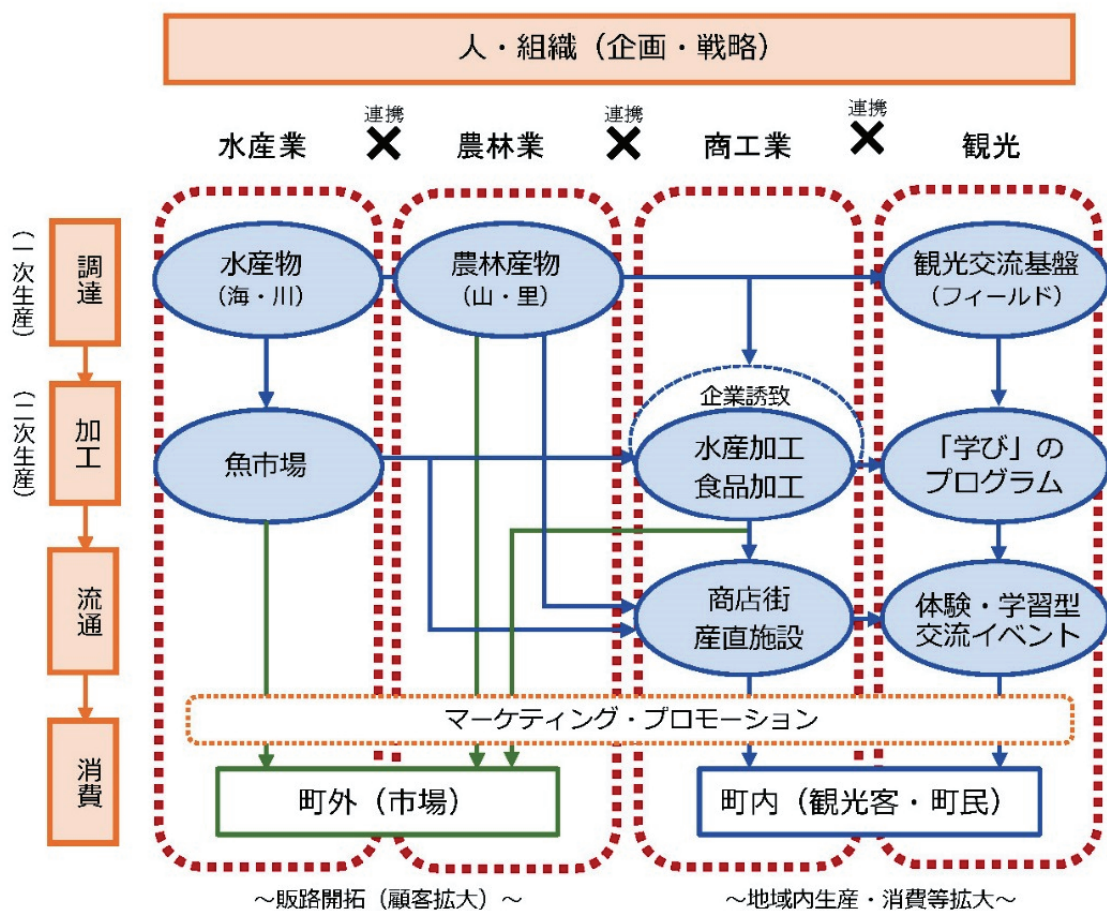 人・組織（企画・戦略）
連携
連携
連携
水産業
農林業
商工業
観光
（一次生産）
調達
水産物
（海・川）
農林産物
（山・里）
観光交流基盤
（フィールド）
（二次生産）
加工
魚市場
企業誘致
水産加工
食品加工
「学び」の
プログラム
流通
商店街
産直施設
体験・学習型
交流イベント
マーケティング・プロモーション
消費
町外（市場）
町内（観光客・町民）
～販路開拓（顧客拡大）～
～地域内生産・消費等拡大～